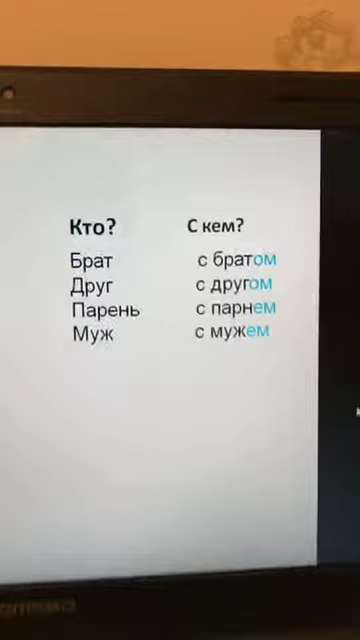 Кто? С кем?
Брат с братом
Друг с другом
Парень с парнем
Муж с мужем